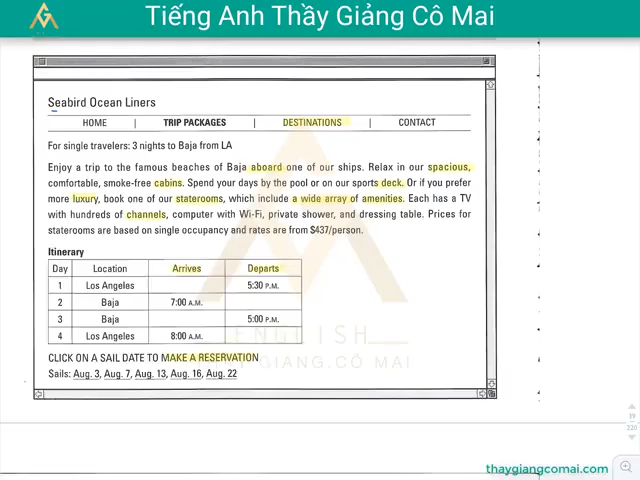 Tiếng Anh Thầy Giảng Cô Mai
Seabird Ocean Liners
HOME | TRIP PACKAGES | DESTINATIONS | CONTACT
For single travelers: 3 nights to Baja from LA
Enjoy a trip to the famous beaches of Baja aboard one of our ships. Relax in our spacious,
comfortable, smoke-free cabins. Spend your days by the pool or on our sports deck. Or if you prefer
more luxury, book one of our staterooms, which include a wide array of amenities. Each has a TV
with hundreds of channels, computer with Wi-Fi, private shower, and dressing table. Prices for
staterooms are based on single occupancy and rates are from $437/person.
Itinerary
Day Location Arrives Departs
1 Los Angeles 5:30 P.M.
2 Baja 7:00 A.M.
3 Baja 5:00 P.M.
4 Los Angeles 8:00 A.M.
ENGLISH
CLICK ON A SAIL DATE TO MAKE A RESERVATION
THẦY GIẢNG.CÔ MAI
Sails: Aug. 3, Aug. 7, Aug. 13, Aug. 16, Aug. 22
39
220
thaygiangcomai.com